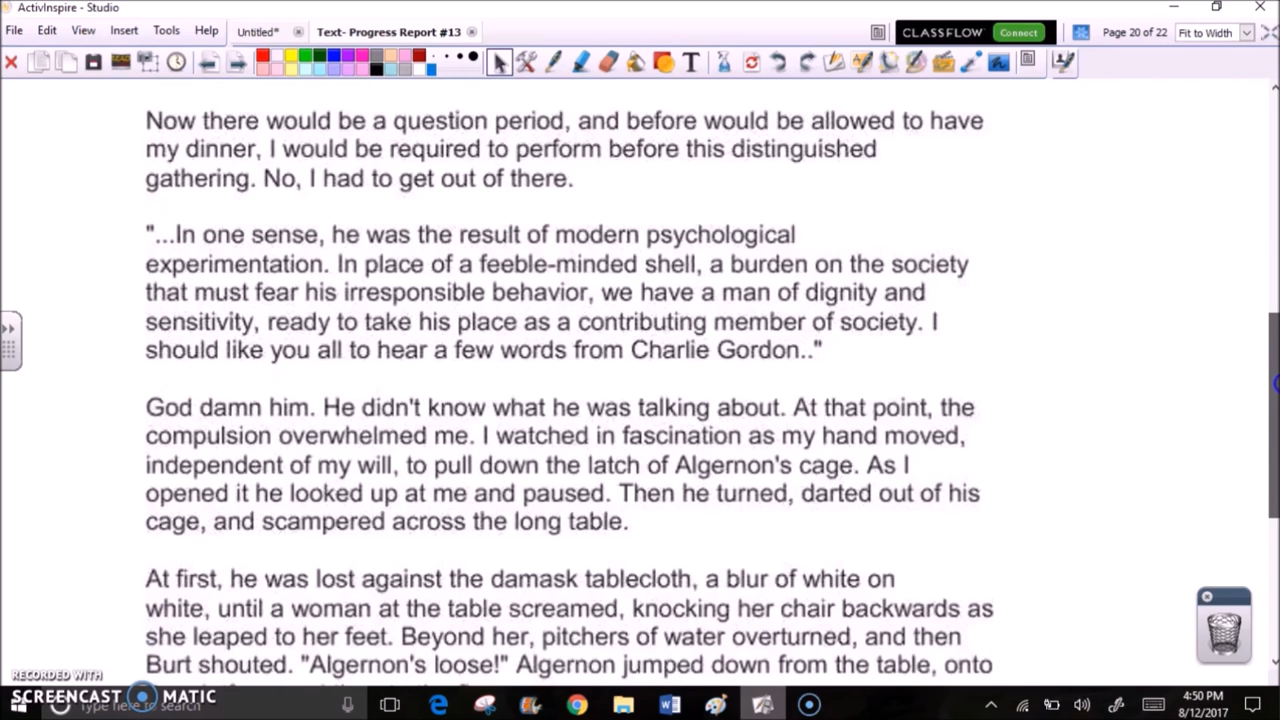 ActivInspire - Studio
File Edit View Insert Tools Help Untitled* Text- Progress Report #13 CLASSFLOW Connect Page 20 of 22 Fit to Width
Now there would be a question period, and before would be allowed to have
my dinner, I would be required to perform before this distinguished
gathering. No, I had to get out of there.
"...In one sense, he was the result of modern psychological
experimentation. In place of a feeble-minded shell, a burden on the society
that must fear his irresponsible behavior, we have a man of dignity and
sensitivity, ready to take his place as a contributing member of society. I
should like you all to hear a few words from Charlie Gordon.."
God damn him. He didn't know what he was talking about. At that point, the
compulsion overwhelmed me. I watched in fascination as my hand moved,
independent of my will, to pull down the latch of Algernon's cage. As I
opened it he looked up at me and paused. Then he turned, darted out of his
cage, and scampered across the long table.
At first, he was lost against the damask tablecloth, a blur of white on
white, until a woman at the table screamed, knocking her chair backwards as
she leaped to her feet. Beyond her, pitchers of water overturned, and then
Burt shouted. "Algernon's loose!" Algernon jumped down from the table, onto
RECORDED WITH
SCREENCAST MATIC
Type here to search
4:50 PM
8/12/2017